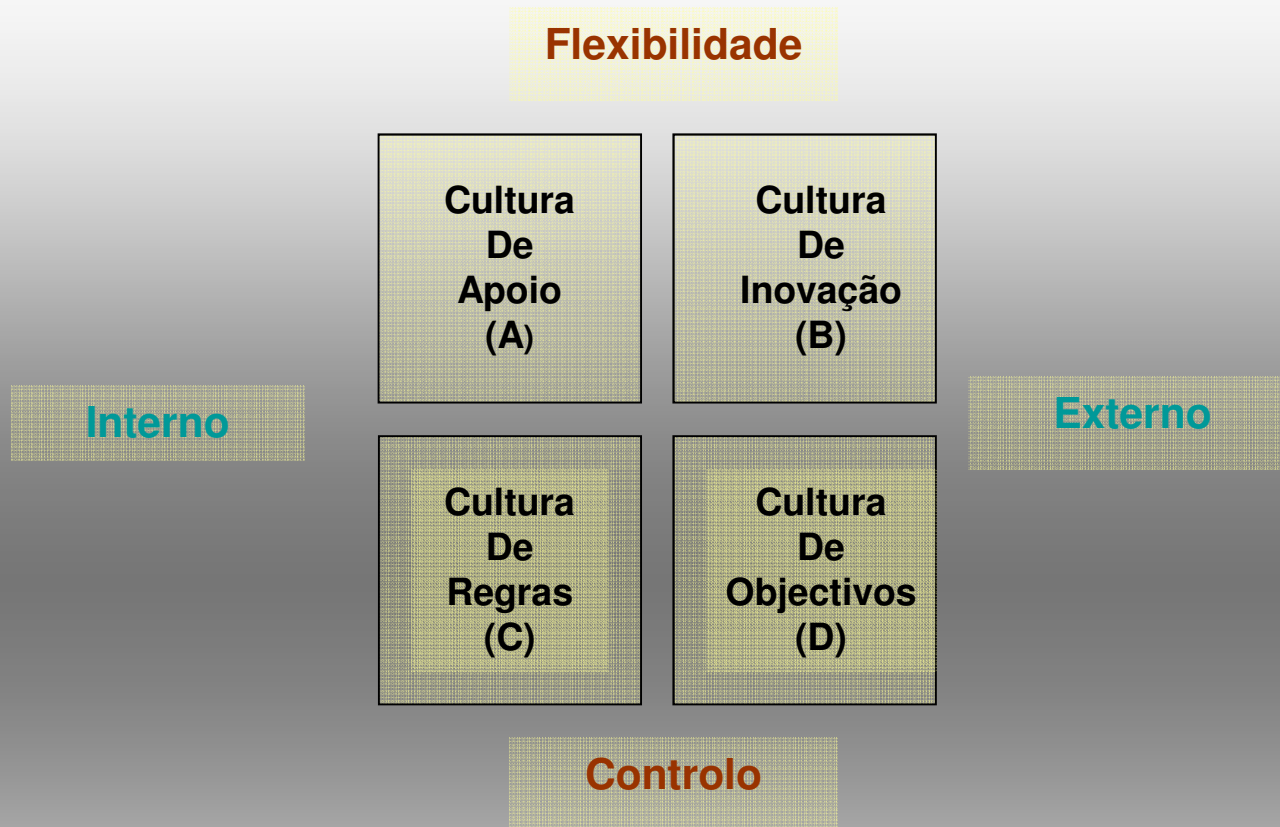 Flexibilidade
Cultura
De
Apoio
(A)
Cultura
De
Inovação
(B)
Interno
Externo
Cultura
De
Regras
(C)
Cultura
De
Objectivos
(D)
Controlo